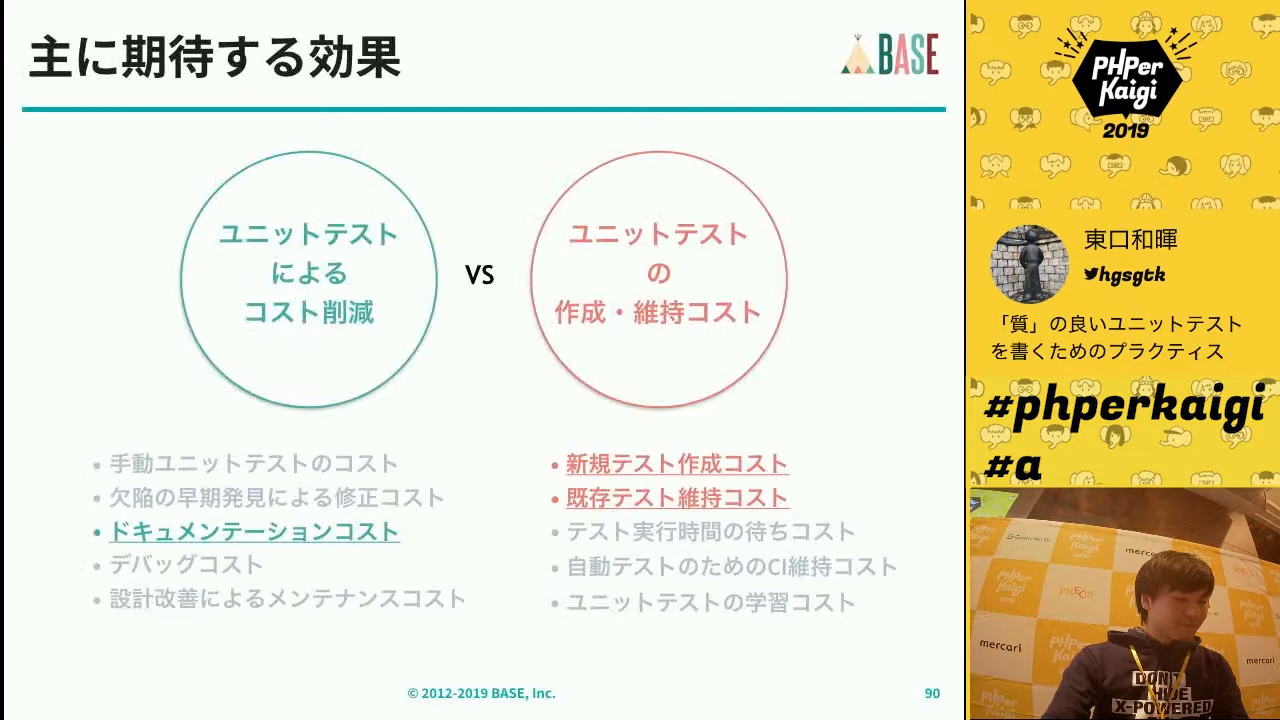 主に期待する効果
BASE
ユニットテスト
による
コスト削減
VS
ユニットテスト
の
作成・維持コスト
• 手動ユニットテストのコスト
• 欠陥の早期発見による修正コスト
• ドキュメンテーションコスト
• デバッグコスト
• 設計改善によるメンテナンスコスト
• 新規テスト作成コスト
• 既存テスト維持コスト
• テスト実行時間の待ちコスト
• 自動テストのためのCI維持コスト
• ユニットテストの学習コスト
© 2012-2019 BASE, Inc.
90
PHPer
Kaigi
2019
東口和暉
hgsgtk
「質」の良いユニットテスト
を書くためのプラクティス
#phperkaigi
#a
mercari
mercari
DON'T
HIDE
X-POWERED